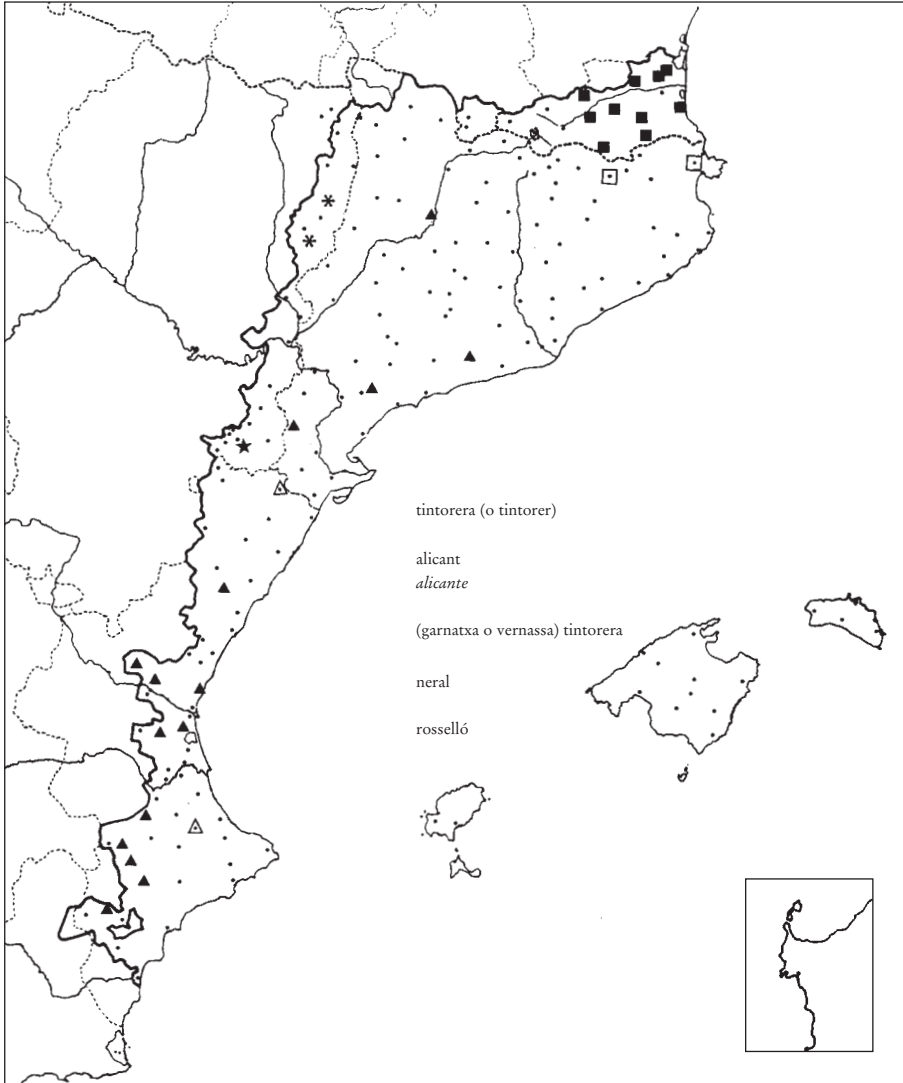 tintorera (o tintorer)
alicant
alicante
(garnatxa o vernassa) tintorera
neral
rosselló